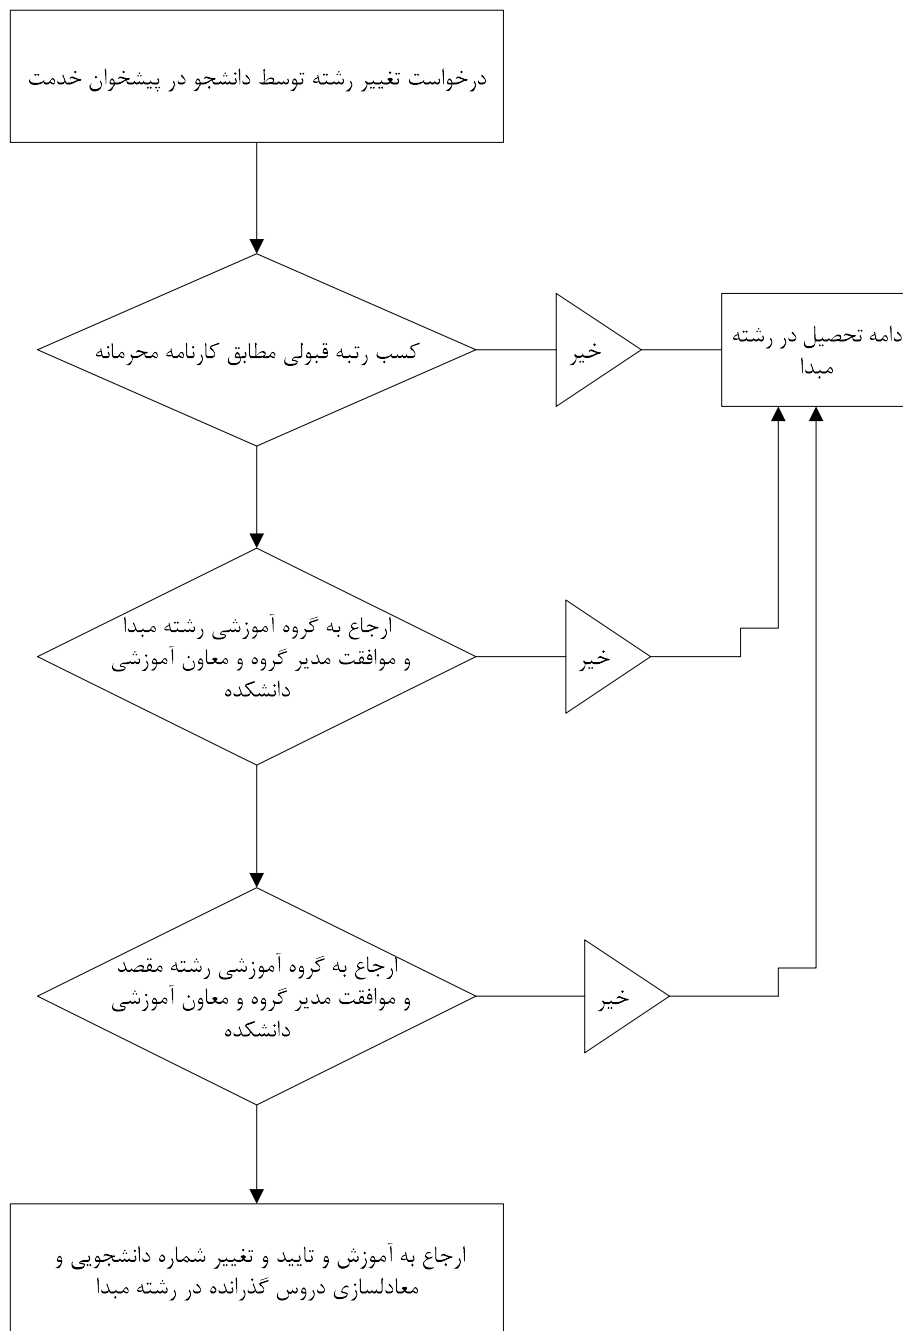 درخواست تغییر رشته توسط دانشجو در پیشخوان خدمت
کسب رتبه قبولی مطابق کارنامه محرمانه
خیر
دامه تحصیل در رشته
مبدا
ارجاع به گروه آموزشی رشته مبدا
و موافقت مدیر گروه و معاون آموزشی
دانشکده
خیر
ارجاع به گروه آموزشی رشته مقصد
و موافقت مدیر گروه و معاون آموزشی
دانشکده
خیر
ارجاع به آموزش و تایید و تغییر شماره دانشجویی و
معادلسازی دروس گذرانده در رشته مبدا